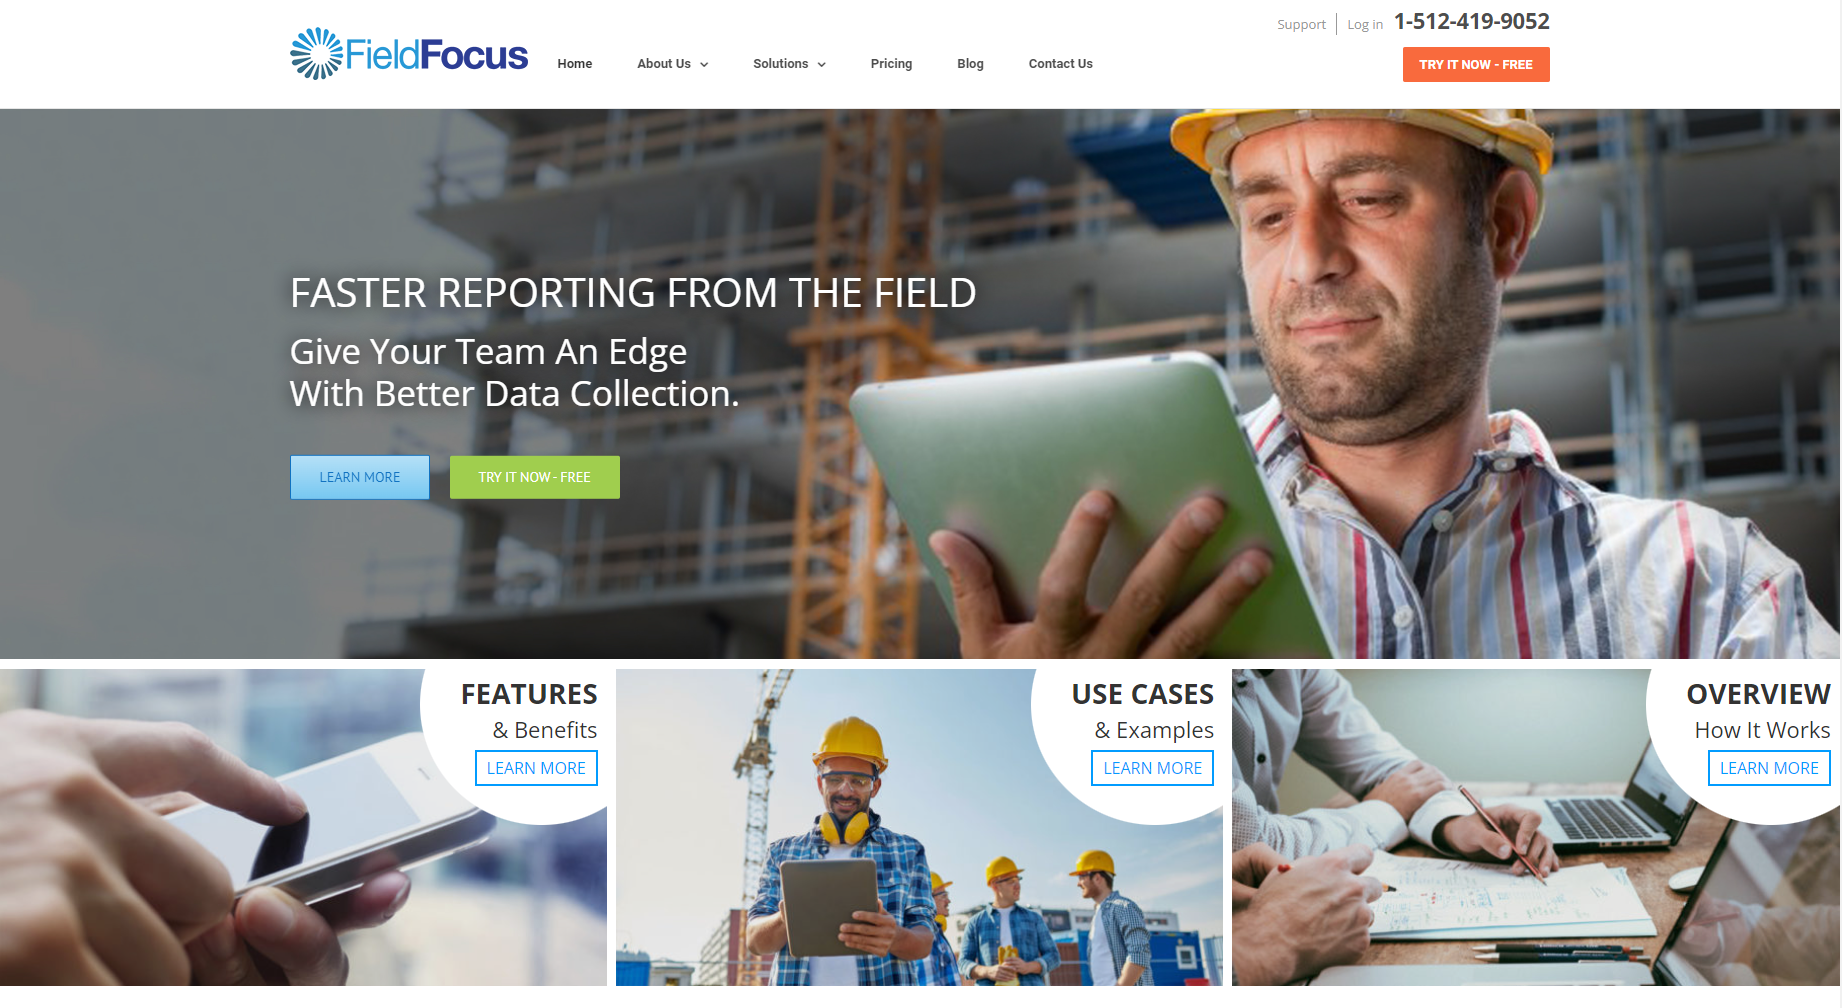 Support
Log in
1-512-419-9052
FieldFocus
Home
About Us
Solutions
Pricing
Blog
Contact Us
TRY IT NOW - FREE
FASTER REPORTING FROM THE FIELD
Give Your Team An Edge
With Better Data Collection.
LEARN MORE
TRY IT NOW - FREE
FEATURES
& Benefits
LEARN MORE
USE CASES
& Examples
LEARN MORE
OVERVIEW
How It Works
LEARN MORE